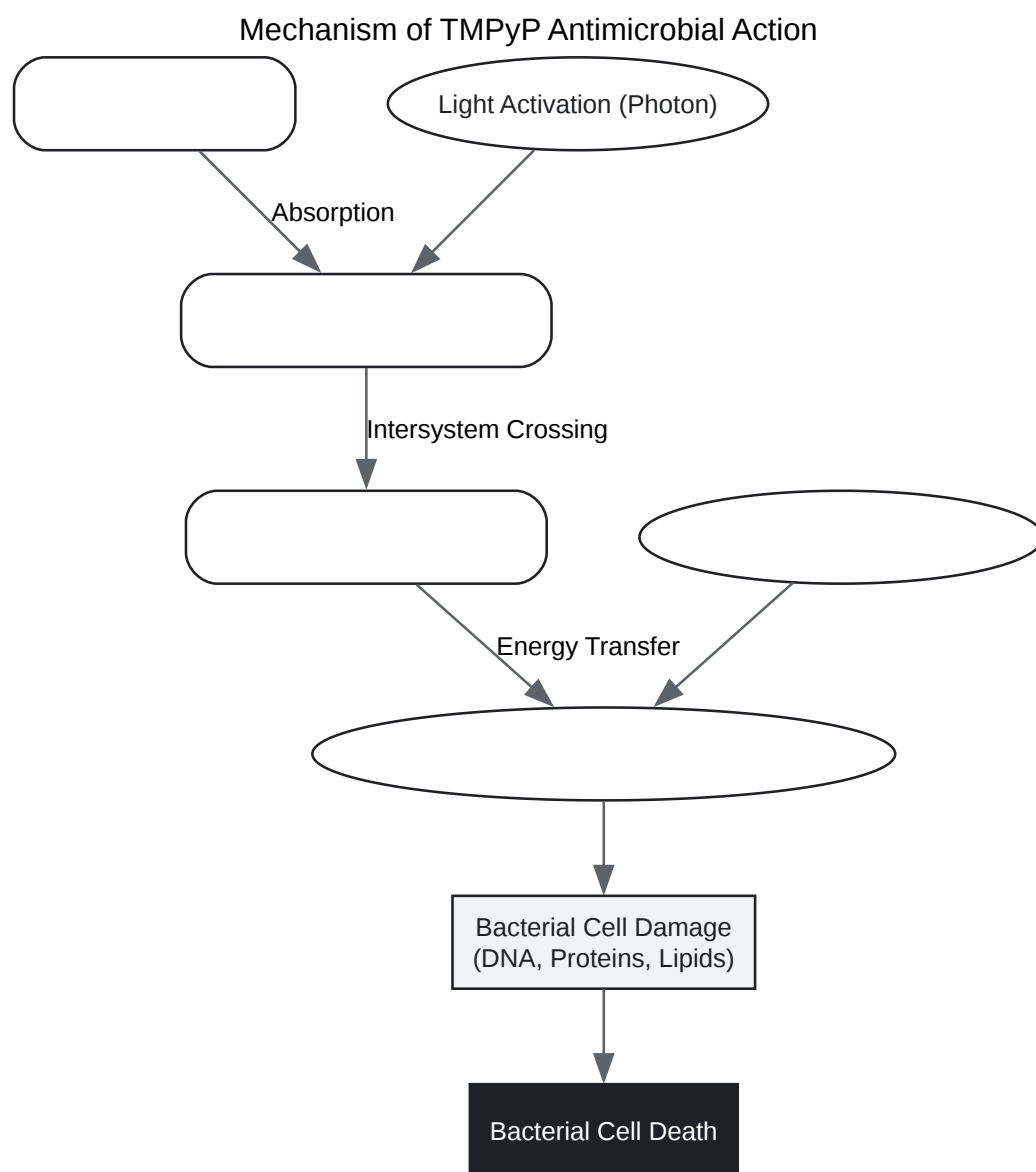 Mechanism of TMPyP Antimicrobial Action
Light Activation (Photon)
Absorption
Intersystem Crossing
Energy Transfer
Bacterial Cell Damage
(DNA, Proteins, Lipids)
Bacterial Cell Death